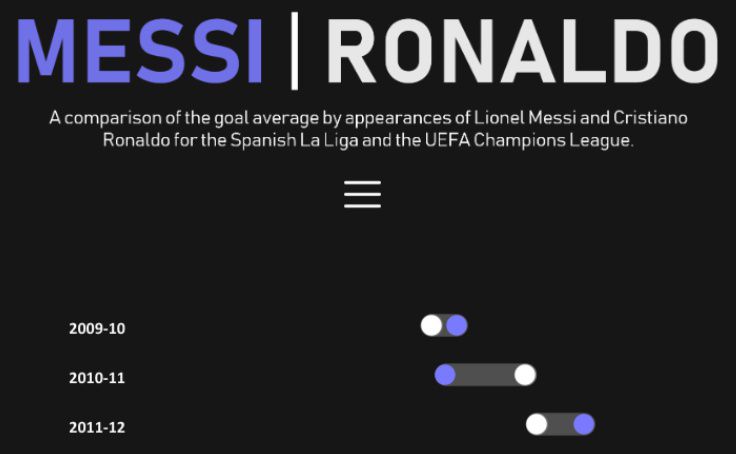 MESSI | RONALDO
A comparison of the goal average by appearances of Lionel Messi and Cristiano
Ronaldo for the Spanish La Liga and the UEFA Champions League.
2009-10
2010-11
2011-12